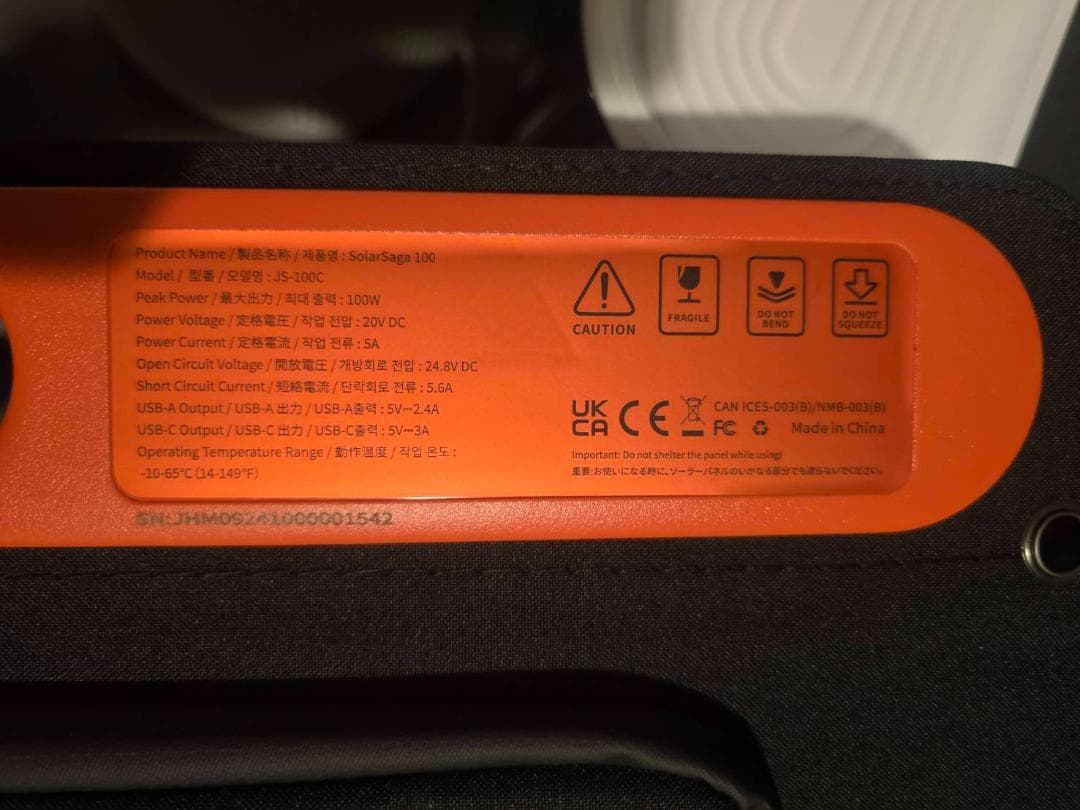 Product Name / 製品名称 / 제품명 : SolarSaga 100
Model / 型番 / 모델명 : JS-100C
Peak Power / 最大出力 / 최대 출력 : 100W
Power Voltage / 定格電圧 / 작업 전압 : 20V DC
Power Current / 定格電流 / 작업 전류 : 5A
Open Circuit Voltage / 開放電圧 / 개방회로 전압 : 24.8V DC
Short Circuit Current / 短絡電流 / 단락회로 전류 : 5.6A
USB-A Output / USB-A 出力 / USB-A출력 : 5V⎓2.4A
USB-C Output / USB-C 出力 / USB-C출력 : 5V⎓3A
Operating Temperature Range / 動作温度 / 작업 온도 :
-10-65℃ (14-149℉)
SN:JHM0S241000001542
CAUTION
FRAGILE
DO NOT
BEND
DO NOT
SQUEEZE
UK
CA
CE
FC
CAN ICES-003(B)/NMB-003(B)
Made in China
Important: Do not shelter the panel while using!
重要:お使いになる時に、ソーラーパネルのいかなる部分でも遮らないでください。